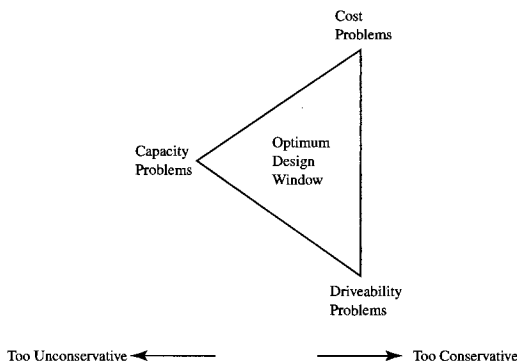 Cost
Problems
Capacity
Problems
Optimum
Design
Window
Driveability
Problems
Too Unconservative
Too Conservative